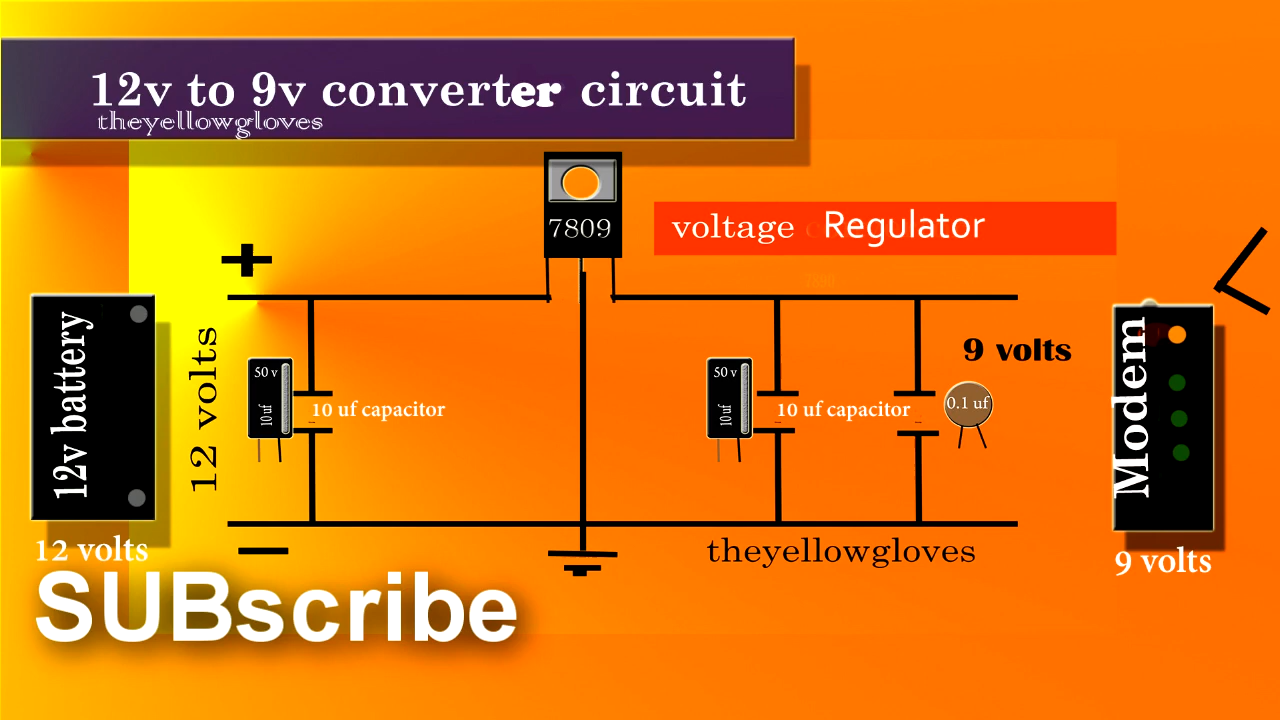 12v to 9v converter circuit
theyellowgloves
7809
voltage Regulator
+
12v battery
12 volts
50 v
10 uf
10 uf capacitor
50 v
10 uf
10 uf capacitor
0.1 uf
9 volts
Modem
12 volts
theyellowgloves
9 volts
SUBscribe